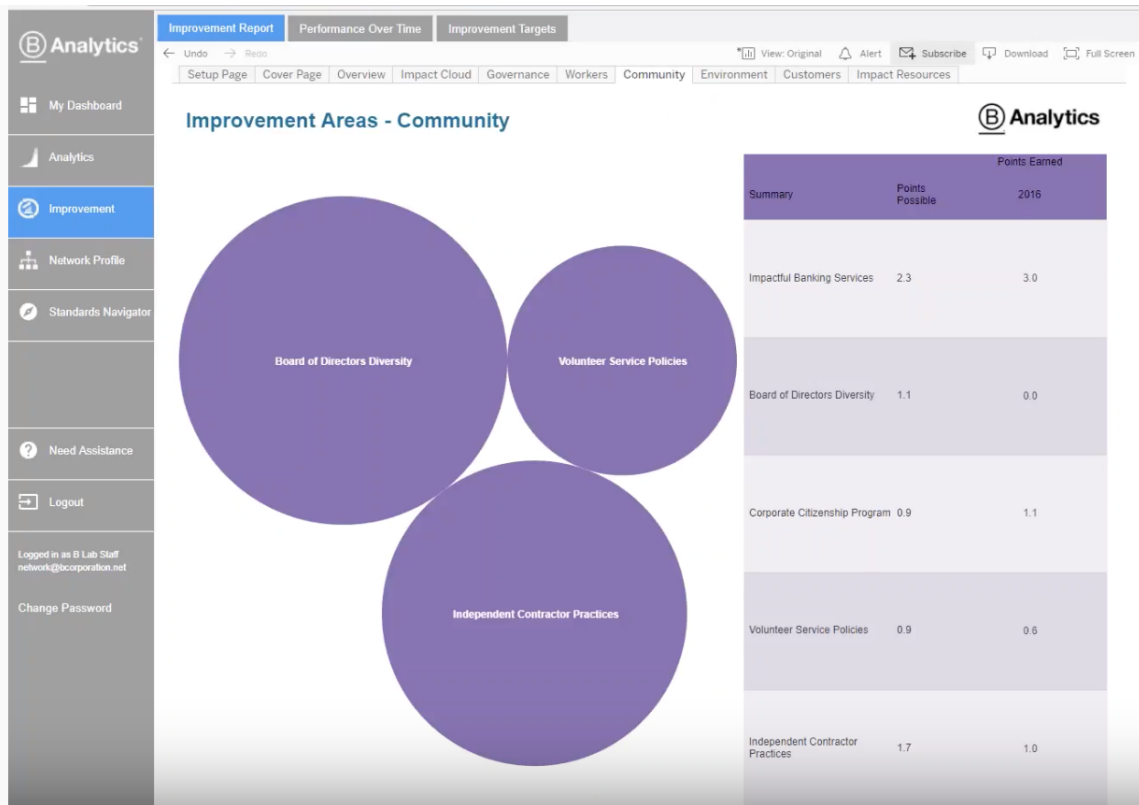 B Analytics
Improvement Report
Performance Over Time
Improvement Targets
Undo
Redo
View: Original
Alert
Subscribe
Download
Full Screen
Setup Page
Cover Page
Overview
Impact Cloud
Governance
Workers
Community
Environment
Customers
Impact Resources
My Dashboard
Analytics
Improvement
Network Profile
Standards Navigator
Need Assistance
Logout
Logged in as B Lab Staff
network@bcorporation.net
Change Password
Improvement Areas - Community
B Analytics
Board of Directors Diversity
Volunteer Service Policies
Independent Contractor Practices
Points Earned
Summary
Points
Possible
2016
Impactful Banking Services 2.3 3.0
Board of Directors Diversity 1.1 0.0
Corporate Citizenship Program 0.9 1.1
Volunteer Service Policies 0.9 0.6
Independent Contractor
Practices
1.7 1.0